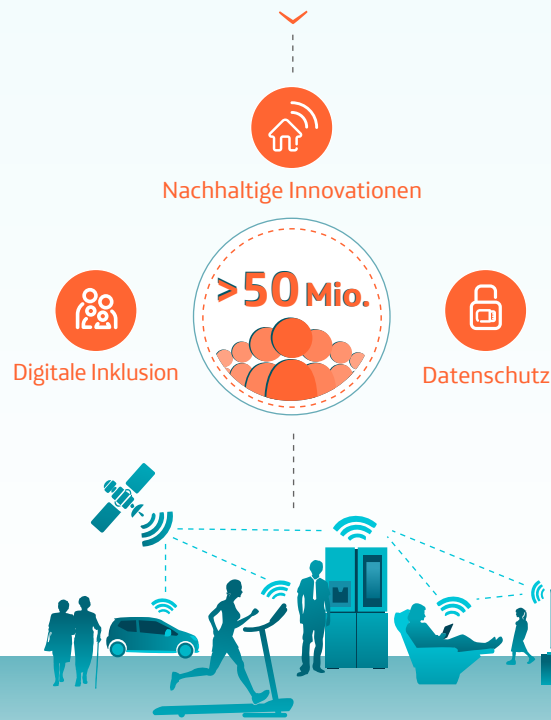 Nachhaltige Innovationen
>50 Mio.
Digitale Inklusion
Datenschutz